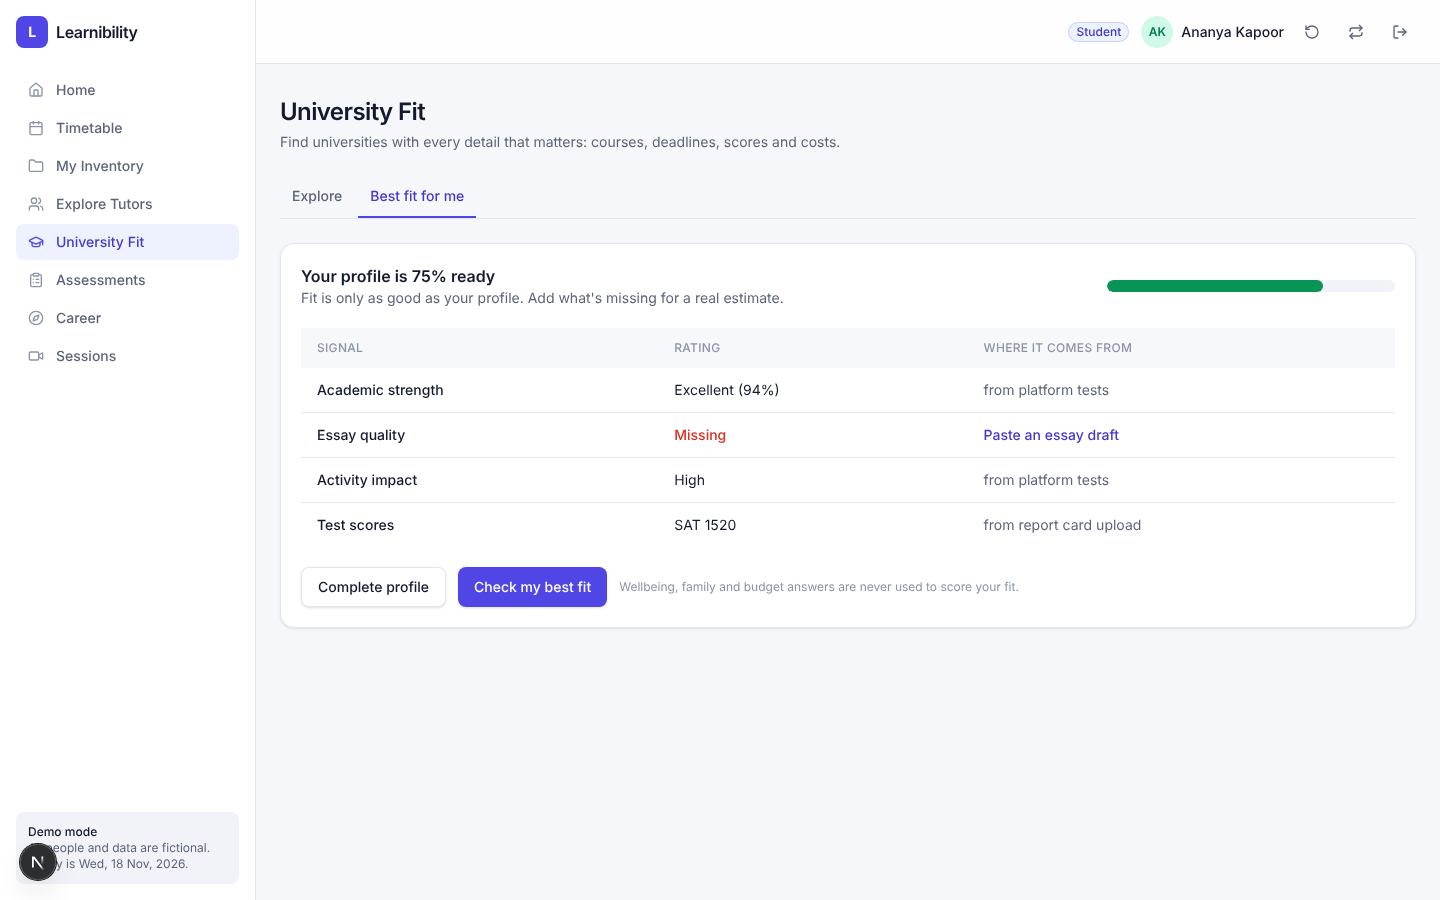 L Learnibility
Student AK Ananya Kapoor
Home
Timetable
My Inventory
Explore Tutors
University Fit
Assessments
Career
Sessions
University Fit
Find universities with every detail that matters: courses, deadlines, scores and costs.
Explore Best fit for me
Your profile is 75% ready
Fit is only as good as your profile. Add what's missing for a real estimate.
SIGNAL RATING WHERE IT COMES FROM
Academic strength Excellent (94%) from platform tests
Essay quality Missing Paste an essay draft
Activity impact High from platform tests
Test scores SAT 1520 from report card upload
Complete profile Check my best fit Wellbeing, family and budget answers are never used to score your fit.
Demo mode
people and data are fictional.
N is Wed, 18 Nov, 2026.